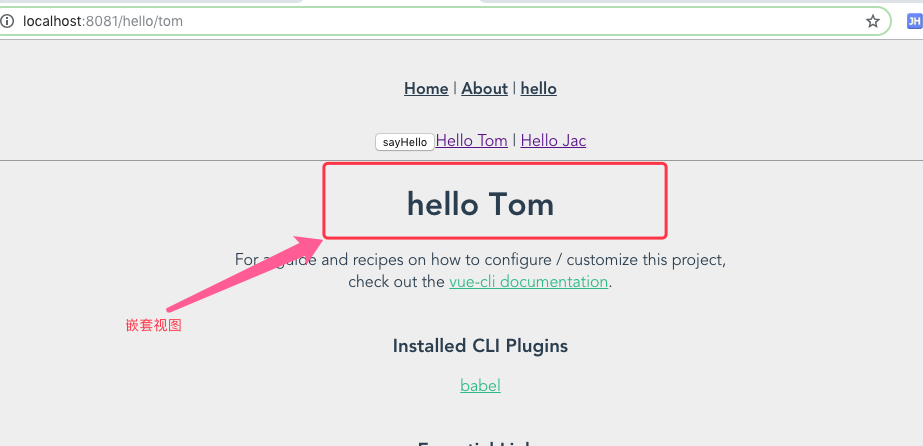 localhost:8081/hello/tom
JH
Home | About | hello
sayHello Hello Tom | Hello Jac
hello Tom
For a guide and recipes on how to configure / customize this project,
check out the vue-cli documentation.
嵌套视图
Installed CLI Plugins
babel